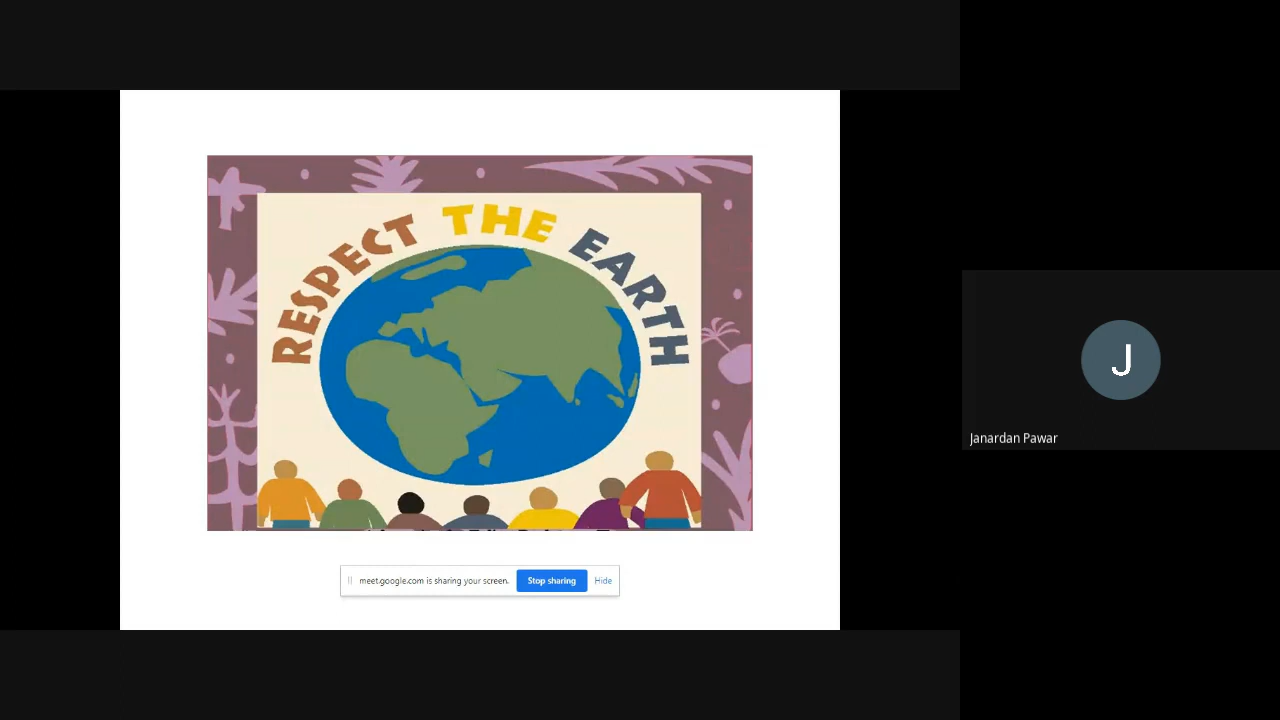 RESPECT THE EARTH
meet.google.com is sharing your screen.
Stop sharing
Hide
J
Janardan Pawar